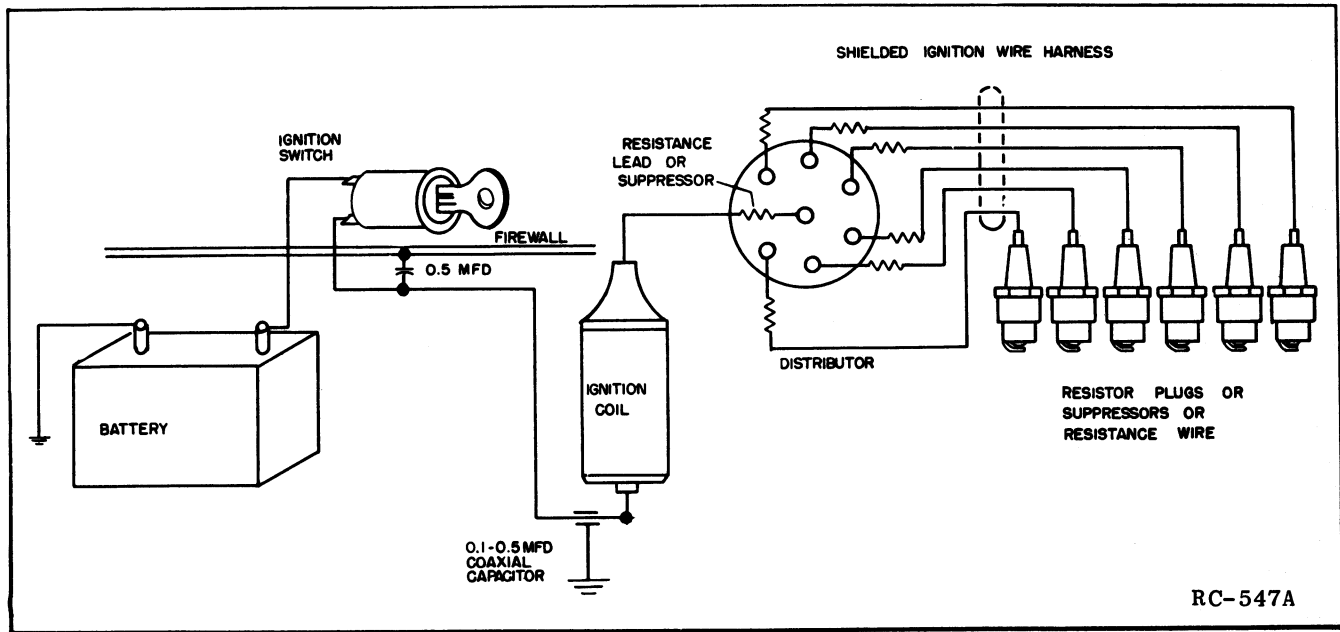 SHIELDED IGNITION WIRE HARNESS
IGNITION
SWITCH
RESISTANCE
LEAD OR
SUPPRESSOR
FIREWALL
0.5 MFD
BATTERY
IGNITION
COIL
DISTRIBUTOR
RESISTOR PLUGS OR
SUPPRESSORS OR
RESISTANCE WIRE
0.1-0.5 MFD
COAXIAL
CAPACITOR
RC-547A